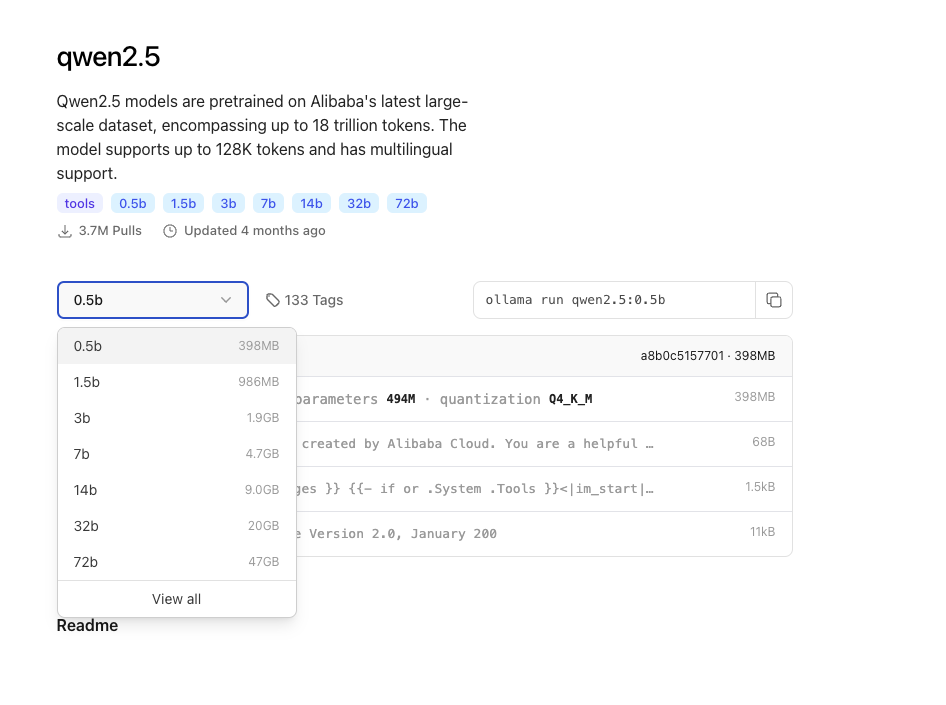 qwen2.5
Qwen2.5 models are pretrained on Alibaba's latest large-
scale dataset, encompassing up to 18 trillion tokens. The
model supports up to 128K tokens and has multilingual
support.
tools 0.5b 1.5b 3b 7b 14b 32b 72b
3.7M Pulls Updated 4 months ago
0.5b 133 Tags ollama run qwen2.5:0.5b
0.5b 398MB
1.5b 986MB
3b 1.9GB
7b 4.7GB
14b 9.0GB
32b 20GB
72b 47GB
View all
a8b0c5157701 · 398MB
parameters 494M · quantization Q4_K_M 398MB
created by Alibaba Cloud. You are a helpful … 68B
ges }} {{- if or .System .Tools }}<|im_start|… 1.5kB
e Version 2.0, January 200 11kB
Readme